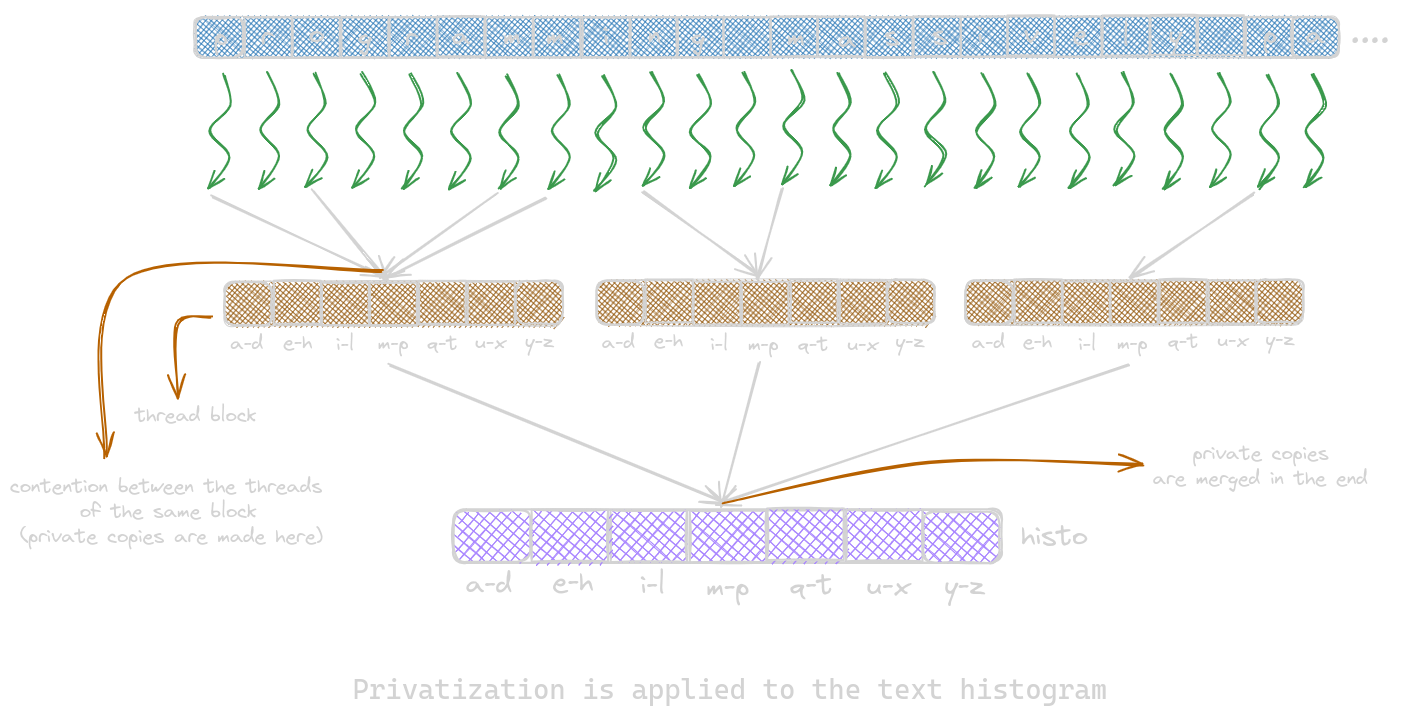 ....
a-d e-h i-l m-p q-t u-x y-z
a-d e-h i-l m-p q-t u-x y-z
a-d e-h i-l m-p q-t u-x y-z
thread block
contention between the threads
of the same block
(private copies are made here)
private copies
are merged in the end
histo
a-d e-h i-l m-p q-t u-x y-z
Privatization is applied to the text histogram